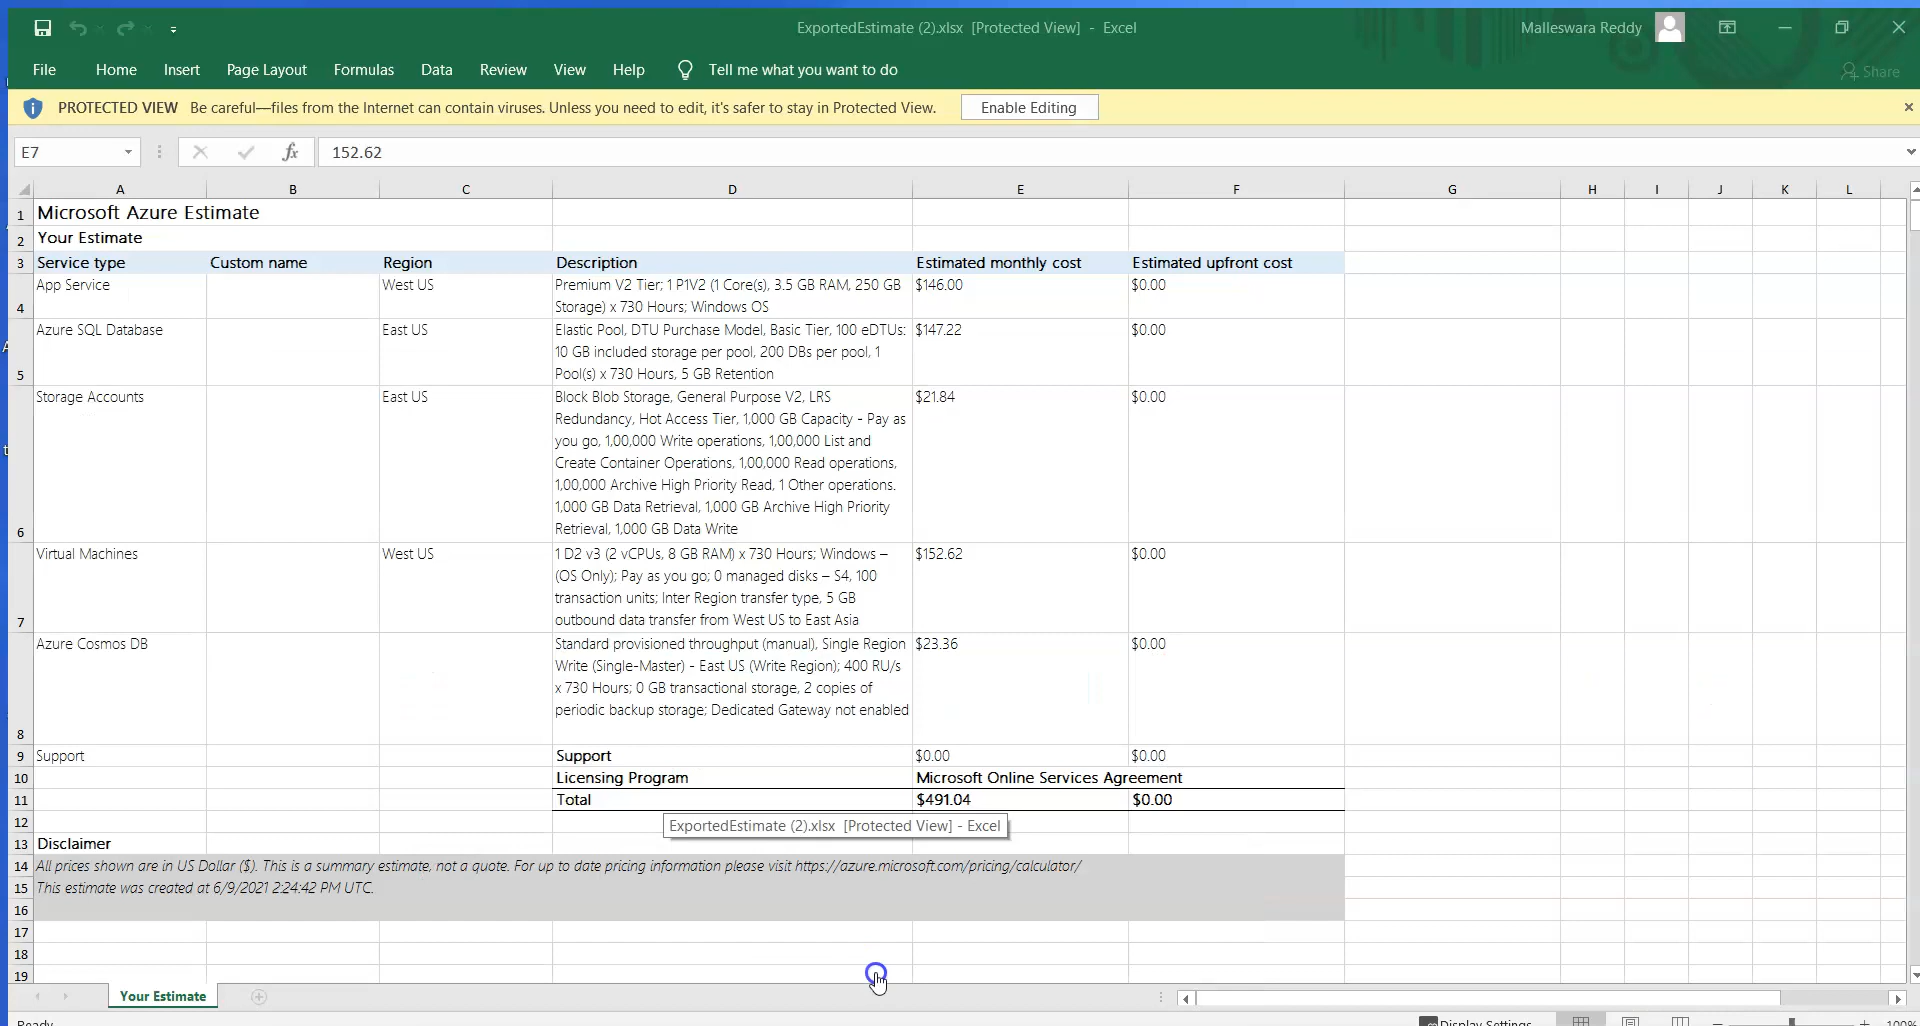 ExportedEstimate (2).xlsx [Protected View] - Excel
Malleswara Reddy
File Home Insert Page Layout Formulas Data Review View Help Tell me what you want to do
Share
PROTECTED VIEW Be careful—files from the Internet can contain viruses. Unless you need to edit, it's safer to stay in Protected View. Enable Editing
E7 fx 152.62
A B C D E F G H I J K L
1 Microsoft Azure Estimate
2 Your Estimate
3 Service type Custom name Region Description Estimated monthly cost Estimated upfront cost
App Service West US Premium V2 Tier; 1 P1V2 (1 Core(s), 3.5 GB RAM, 250 GB $146.00 $0.00
4 Storage) x 730 Hours; Windows OS
Azure SQL Database East US Elastic Pool, DTU Purchase Model, Basic Tier, 100 eDTUs: $147.22 $0.00
10 GB included storage per pool, 200 DBs per pool, 1
5 Pool(s) x 730 Hours, 5 GB Retention
Storage Accounts East US Block Blob Storage, General Purpose V2, LRS $21.84 $0.00
Redundancy, Hot Access Tier, 1,000 GB Capacity - Pay as
you go, 1,00,000 Write operations, 1,00,000 List and
Create Container Operations, 1,00,000 Read operations,
1,00,000 Archive High Priority Read, 1 Other operations.
1,000 GB Data Retrieval, 1,000 GB Archive High Priority
6 Retrieval, 1,000 GB Data Write
Virtual Machines West US 1 D2 v3 (2 vCPUs, 8 GB RAM) x 730 Hours; Windows – $152.62 $0.00
(OS Only); Pay as you go; 0 managed disks – S4, 100
transaction units; Inter Region transfer type, 5 GB
7 outbound data transfer from West US to East Asia
Azure Cosmos DB Standard provisioned throughput (manual), Single Region $23.36 $0.00
Write (Single-Master) - East US (Write Region); 400 RU/s
x 730 Hours; 0 GB transactional storage, 2 copies of
periodic backup storage; Dedicated Gateway not enabled
8
9 Support Support $0.00 $0.00
10 Licensing Program Microsoft Online Services Agreement
11 Total $491.04 $0.00
12
ExportedEstimate (2).xlsx [Protected View] - Excel
13 Disclaimer
14 All prices shown are in US Dollar ($). This is a summary estimate, not a quote. For up to date pricing information please visit https://azure.microsoft.com/pricing/calculator/
15 This estimate was created at 6/9/2021 2:24:42 PM UTC.
16
17
18
19
Your Estimate
Ready Display Settings 100%